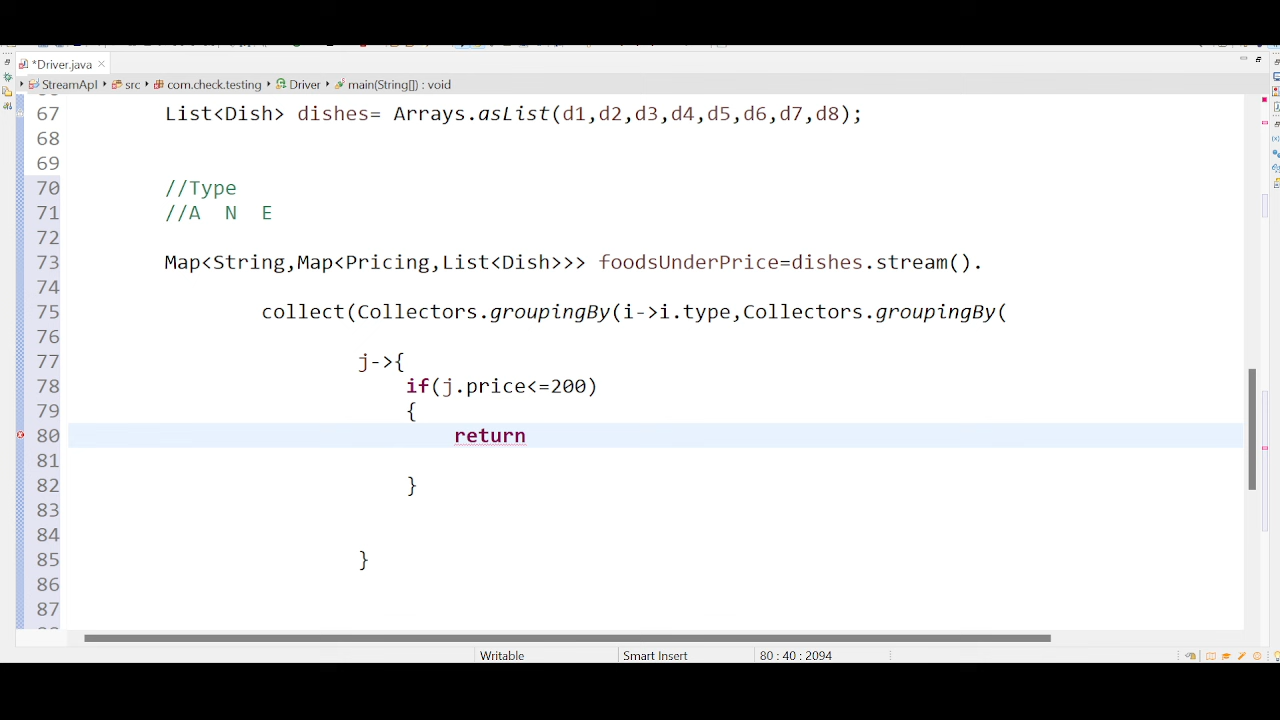 *Driver.java
StreamApI src com.check.testing Driver main(String[]) : void
67 List<Dish> dishes= Arrays.asList(d1,d2,d3,d4,d5,d6,d7,d8);
68
69
70 //Type
71 //A N E
72
73 Map<String,Map<Pricing,List<Dish>>> foodsUnderPrice=dishes.stream().
74
75 collect(Collectors.groupingBy(i->i.type,Collectors.groupingBy(
76
77 j->{
78 if(j.price<=200)
79 {
80 return
81
82 }
83
84
85 }
86
87
Writable Smart Insert 80 : 40 : 2094